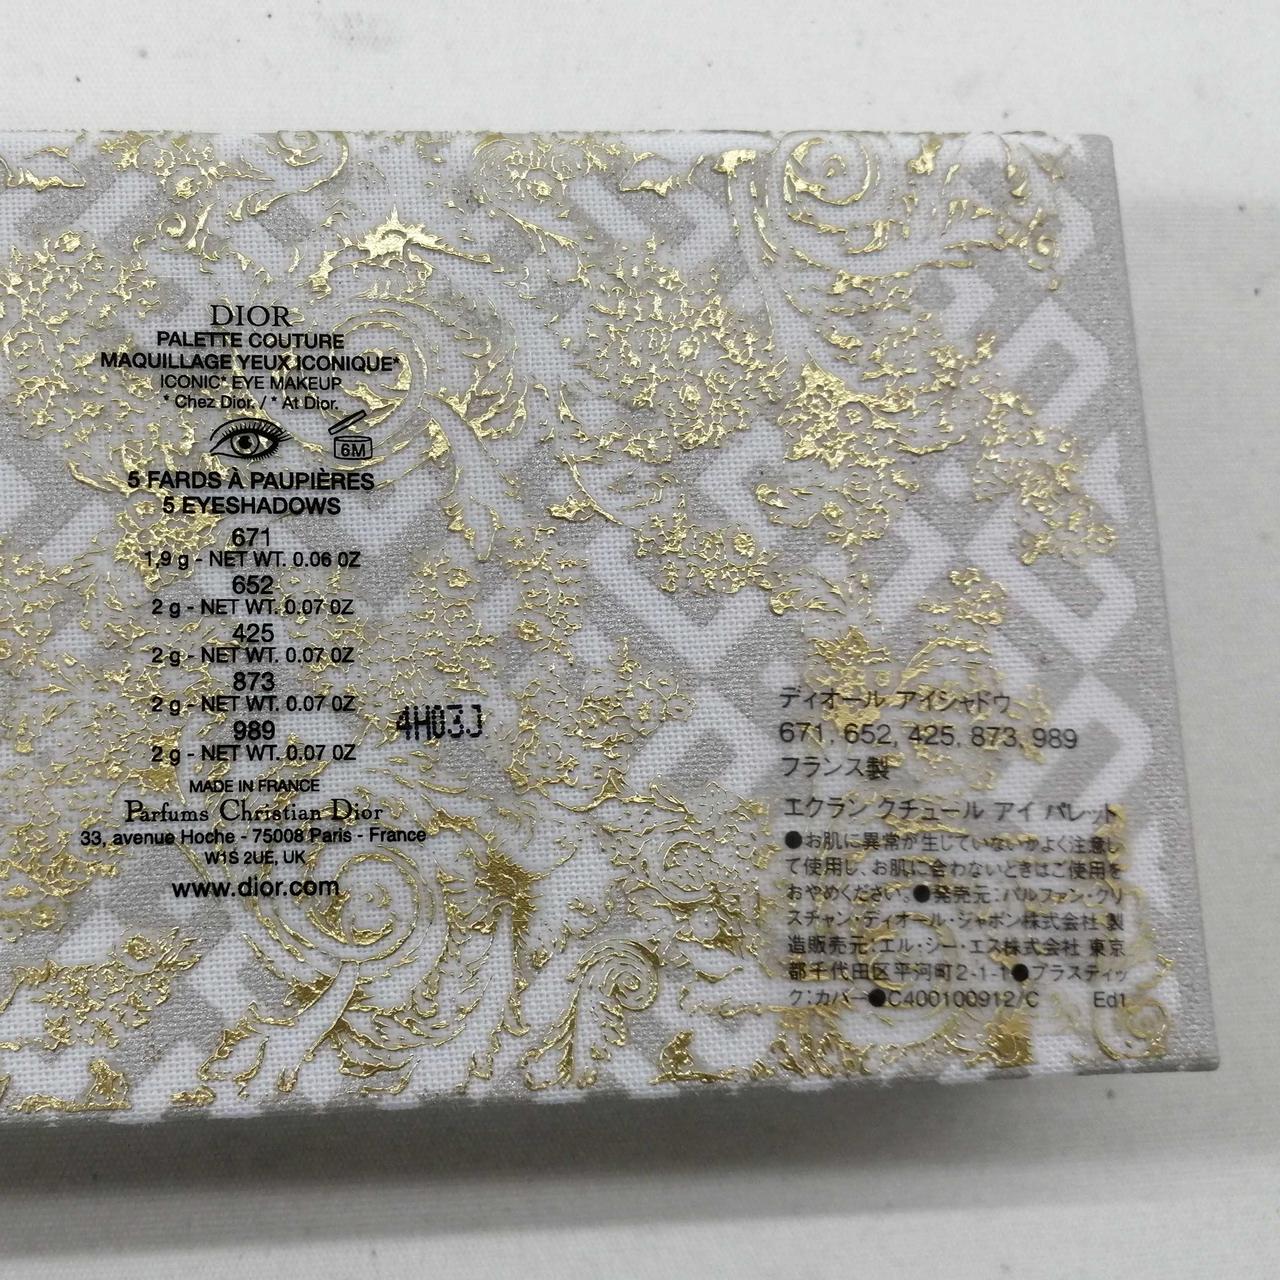 DIOR
PALETTE COUTURE
MAQUILLAGE YEUX ICONIQUE*
ICONIC* EYE MAKEUP
* Chez Dior. / * At Dior.
6M
5 FARDS À PAUPIÈRES
5 EYESHADOWS
671
1,9 g - NET WT. 0.06 OZ
652
2 g - NET WT. 0.07 OZ
425
2 g - NET WT. 0.07 OZ
873
2 g - NET WT. 0.07 OZ
989
2 g - NET WT. 0.07 OZ
4H03J
MADE IN FRANCE
Parfums Christian Dior
33, avenue Hoche - 75008 Paris - France
W1S 2UE, UK
www.dior.com
ディオール アイシャドウ
671, 652, 425, 873, 989
フランス製
エクラン クチュール アイ パレット
●お肌に異常が生じていないかよく注意し
て使用し、お肌に合わないときはご使用を
おやめください。●発売元:パルファン・クリ
スチャン・ディオール・ジャポン株式会社 製
造販売元:エル・シー・エス株式会社 東京
都千代田区平河町2-1-1●プラスティッ
ク:カバー●C400100912/C Ed1